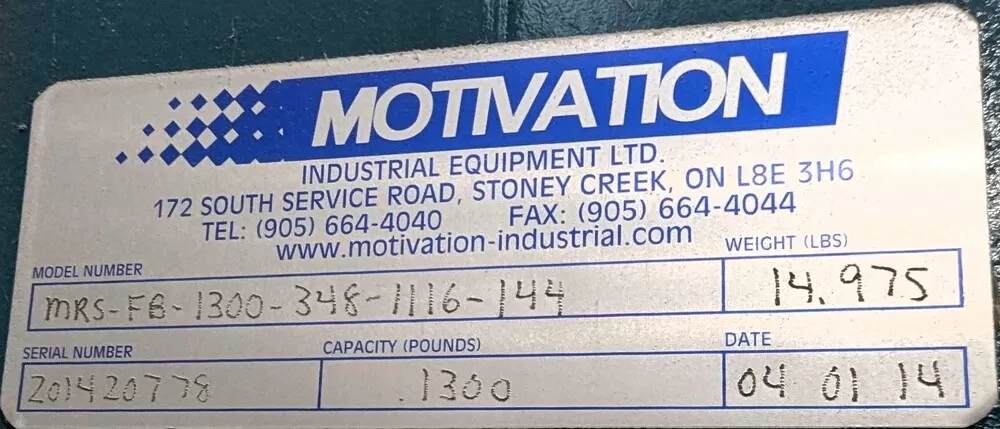 MOTIVATION
INDUSTRIAL EQUIPMENT LTD.
172 SOUTH SERVICE ROAD, STONEY CREEK, ON L8E 3H6
TEL: (905) 664-4040 FAX: (905) 664-4044
www.motivation-industrial.com
MODEL NUMBER WEIGHT (LBS)
MRS-FB-1300-348-1116-144 14.975
SERIAL NUMBER CAPACITY (POUNDS) DATE
201420778 1300 04 01 14